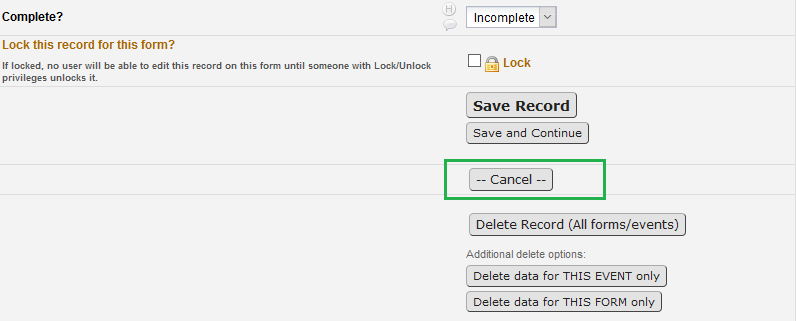 Complete?
H
Incomplete
Lock this record for this form?
If locked, no user will be able to edit this record on this form until someone with Lock/Unlock
privileges unlocks it.
Lock
Save Record
Save and Continue
-- Cancel --
Delete Record (All forms/events)
Additional delete options:
Delete data for THIS EVENT only
Delete data for THIS FORM only